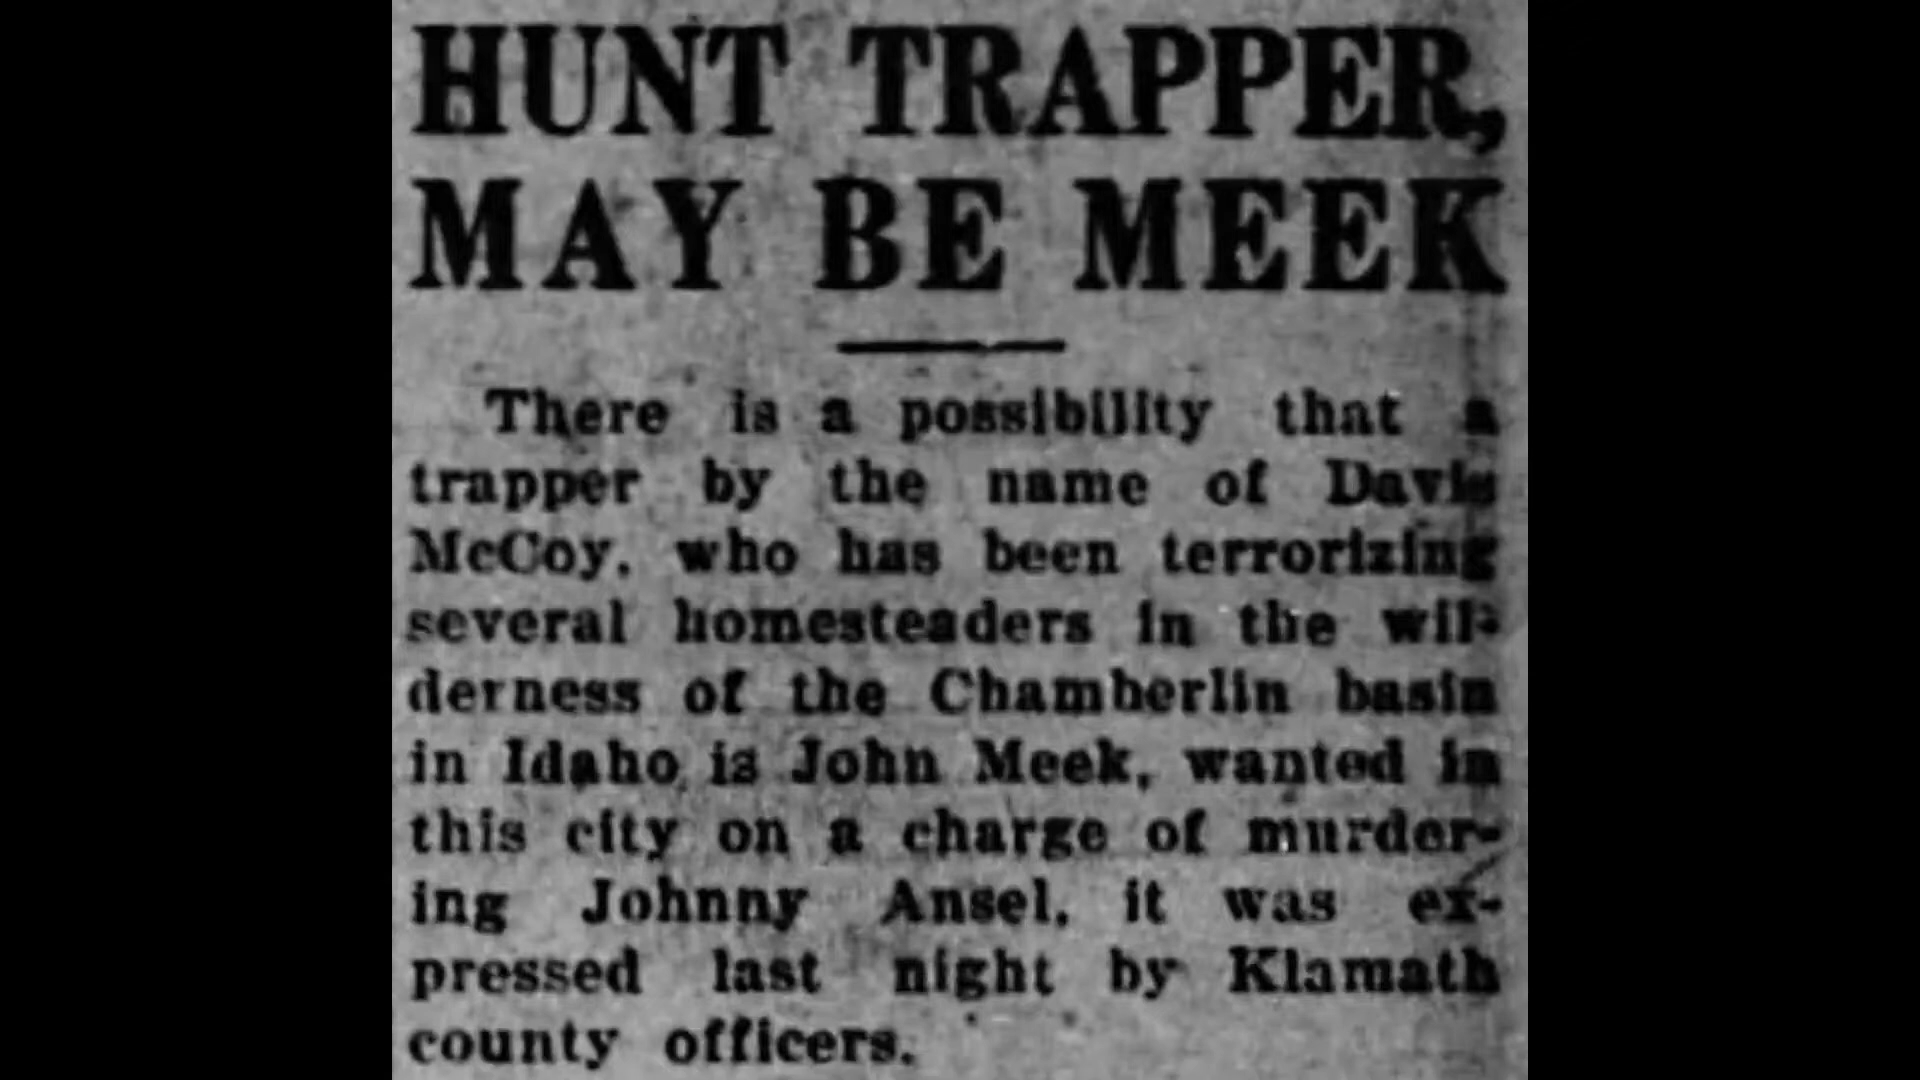 HUNT TRAPPER,
MAY BE MEEK
There is a possibility that a
trapper by the name of Davis
McCoy, who has been terrorizing
several homesteaders in the wil-
derness of the Chamberlin basin
in Idaho is John Meek, wanted in
this city on a charge of murder-
ing Johnny Ansel, it was ex-
pressed last night by Klamath
county officers.